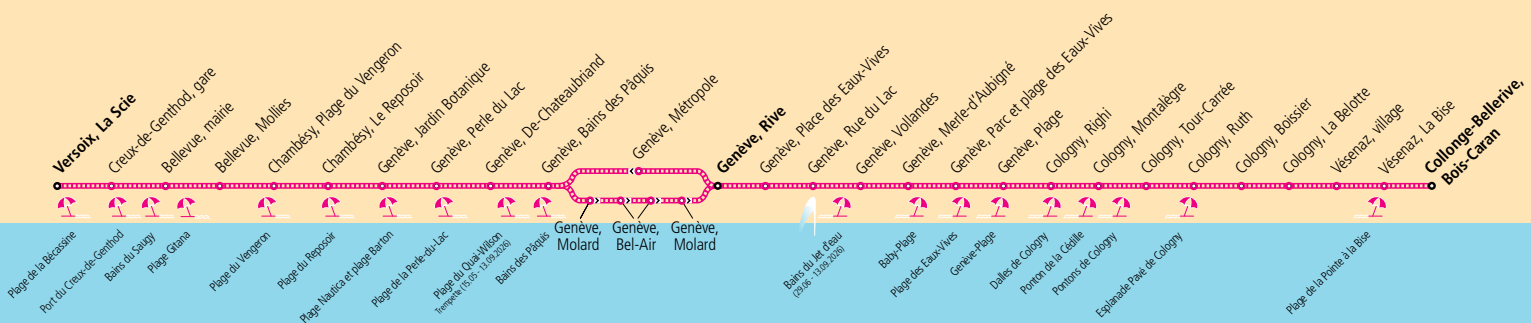 Versoix, La Scie
Creux-de-Genthod, gare
Bellevue, mairie
Bellevue, Mollies
Chambésy, Plage du Vengeron
Chambésy, Le Reposoir
Genève, Jardin Botanique
Genève, Perle du Lac
Genève, De-Chateaubriand
Genève, Bains des Pâquis
Genève, Métropole
Genève, Rive
Genève, Place des Eaux-Vives
Genève, Rue du Lac
Genève, Vollandes
Genève, Merle-d'Aubigné
Genève, Parc et plage des Eaux-Vives
Genève, Plage
Cologny, Righi
Cologny, Montalègre
Cologny, Tour-Carrée
Cologny, Ruth
Cologny, Boissier
Cologny, La Belotte
Vésenaz, village
Vésenaz, La Bise
Collonge-Bellerive,
Bois-Caran
Genève,
Molard
Genève,
Bel-Air
Genève,
Molard
Plage de la Bécassine
Port du Creux-de-Genthod
Bains du Saugy
Plage Gitana
Plage du Vengeron
Plage du Reposoir
Plage Nautica et plage Barton
Plage de la Perle-du-Lac
Plage du Quai-Wilson
Trempette (15.05 - 13.09.2026)
Bains des Pâquis
Bains du Jet d'eau
(29.06 - 13.09.2026)
Baby-Plage
Plage des Eaux-Vives
Genève-Plage
Dalles de Cologny
Ponton de la Cédille
Pontons de Cologny
Esplanade Pavé de Cologny
Plage de la Pointe à la Bise